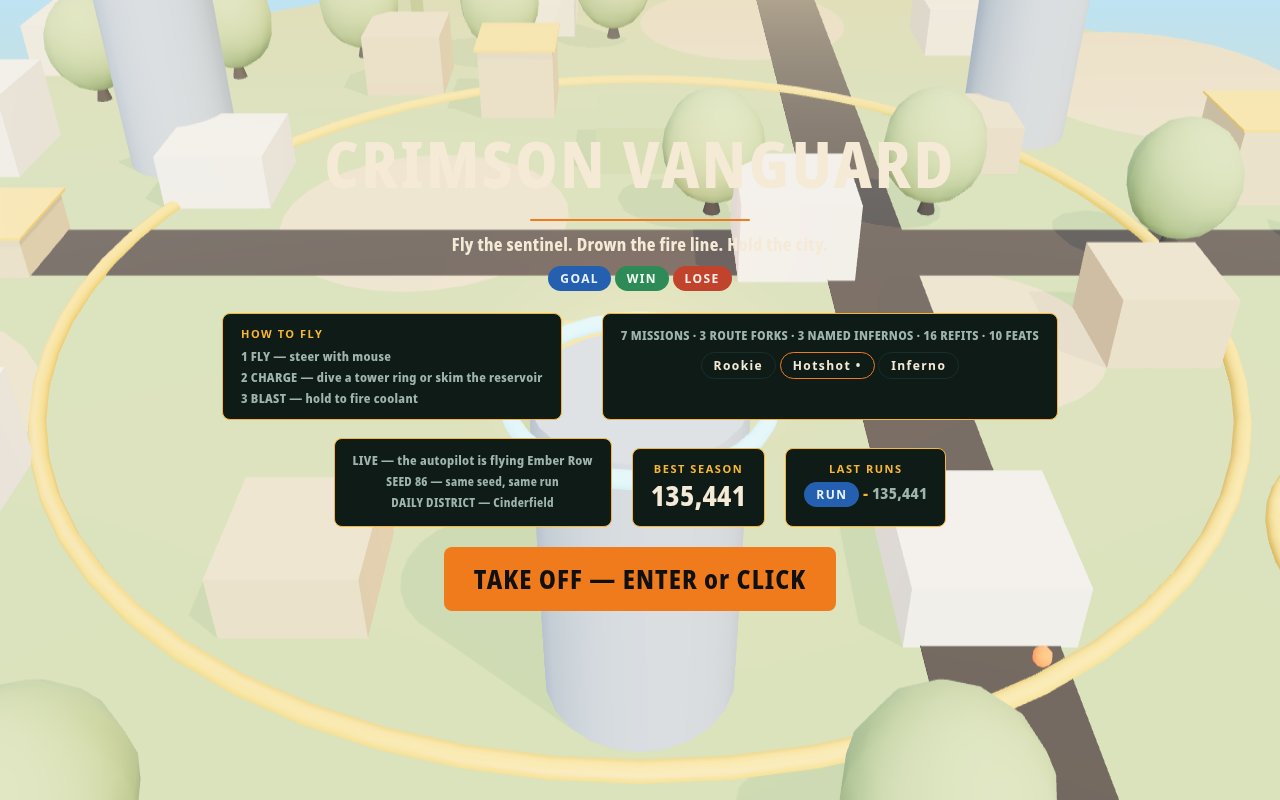 CRIMSON VANGUARD
Fly the sentinel. Drown the fire line. Hold the city.
GOAL WIN LOSE
HOW TO FLY
1 FLY — steer with mouse
2 CHARGE — dive a tower ring or skim the reservoir
3 BLAST — hold to fire coolant
7 MISSIONS · 3 ROUTE FORKS · 3 NAMED INFERNOS · 16 REFITS · 10 FEATS
Rookie Hotshot • Inferno
LIVE — the autopilot is flying Ember Row
SEED 86 — same seed, same run
DAILY DISTRICT — Cinderfield
BEST SEASON
135,441
LAST RUNS
RUN - 135,441
TAKE OFF — ENTER or CLICK